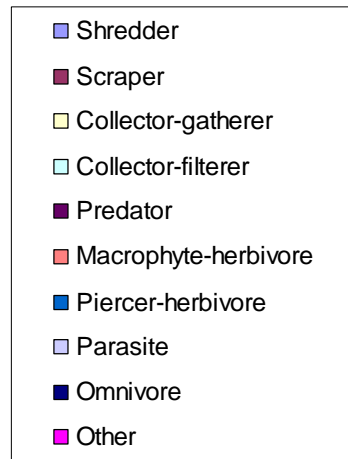 Shredder
Scraper
Collector-gatherer
Collector-filterer
Predator
Macrophyte-herbivore
Piercer-herbivore
Parasite
Omnivore
Other